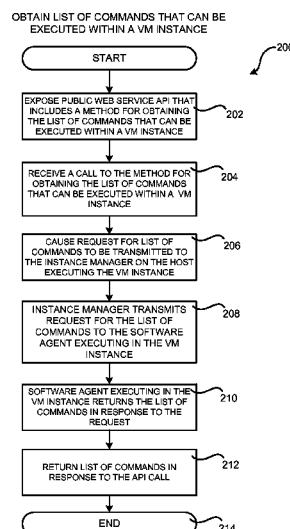 OBTAIN LIST OF COMMANDS THAT CAN BE
EXECUTED WITHIN A VM INSTANCE
START
EXPOSE PUBLIC WEB SERVICE API THAT
INCLUDES A METHOD FOR OBTAINING
THE LIST OF COMMANDS THAT CAN BE
EXECUTED WITHIN A VM INSTANCE
202
RECEIVE A CALL TO THE METHOD FOR
OBTAINING THE LIST OF COMMANDS
THAT CAN BE EXECUTED WITHIN A VM
INSTANCE
204
CAUSE REQUEST FOR LIST OF
COMMANDS TO BE TRANSMITTED TO
THE INSTANCE MANAGER ON THE HOST
EXECUTING THE VM INSTANCE
206
INSTANCE MANAGER TRANSMITS
REQUEST FOR THE LIST OF
COMMANDS TO THE SOFTWARE
AGENT EXECUTING IN THE VM
INSTANCE
208
SOFTWARE AGENT EXECUTING IN THE
VM INSTANCE RETURNS THE LIST OF
COMMANDS IN RESPONSE TO THE
REQUEST
210
RETURN LIST OF COMMANDS IN
RESPONSE TO THE API CALL
212
END
214